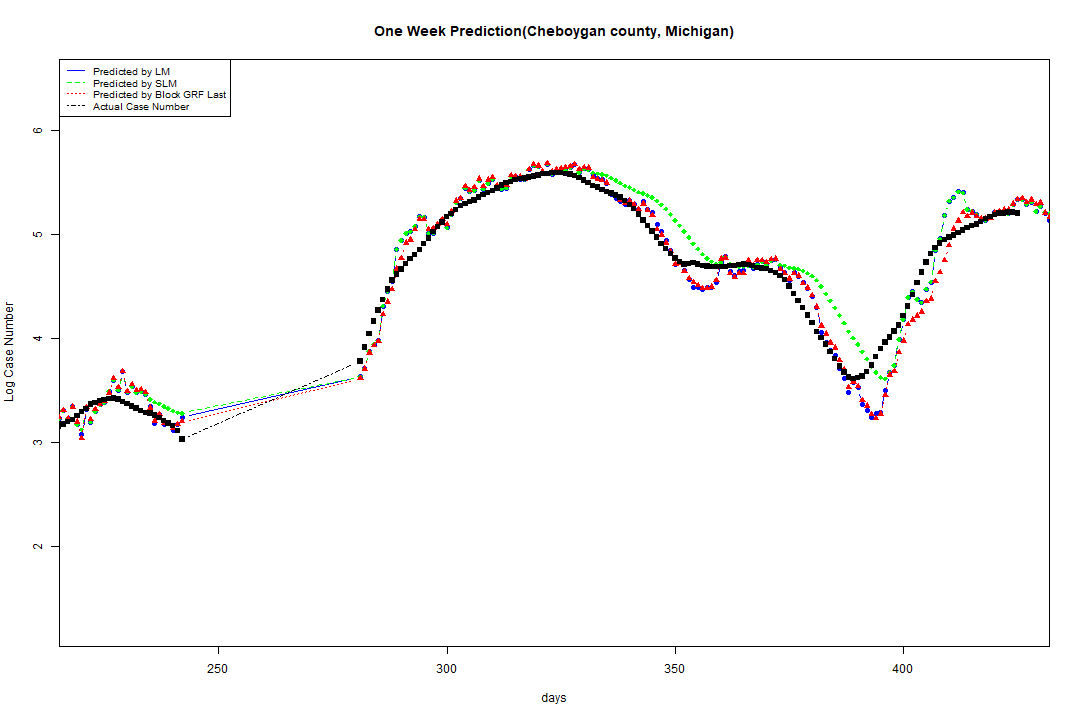 One Week Prediction(Cheboygan county, Michigan)
Predicted by LM
Predicted by SLM
Predicted by Block GRF Last
Actual Case Number
6
5
4
3
2
Log Case Number
250 300 350 400
days